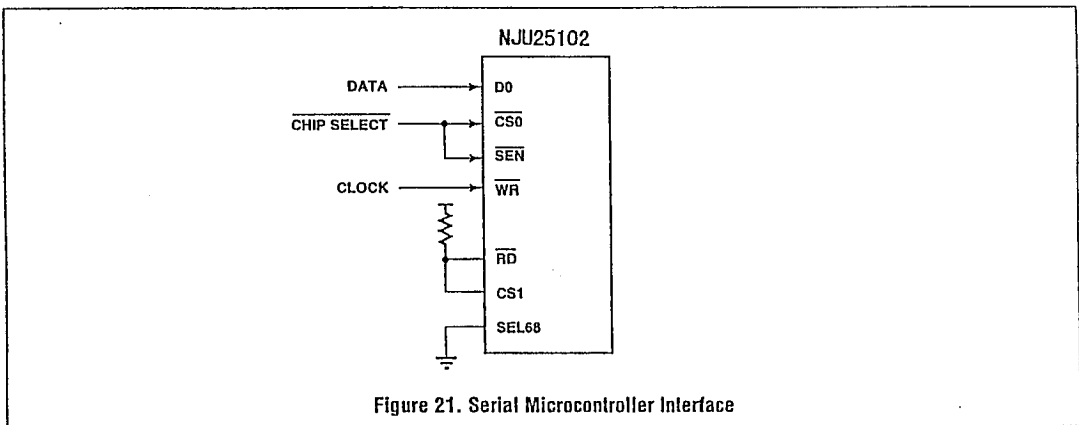 NJU25102
DATA
D0
CHIP SELECT
CS0
SEN
CLOCK
WR
RD
CS1
SEL68
Figure 21. Serial Microcontroller Interface